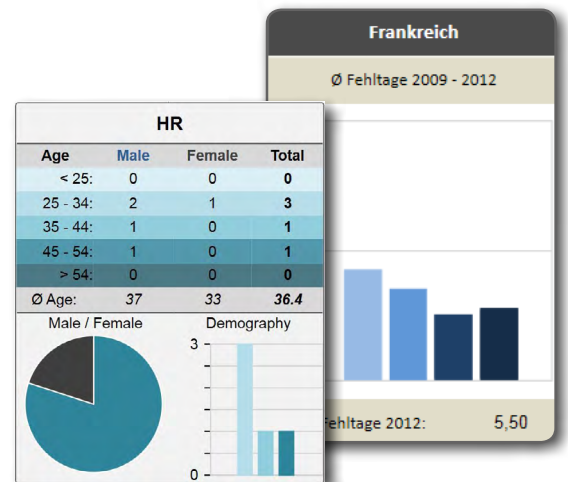 Frankreich
Ø Fehltage 2009 - 2012
Fehltage 2012: 5,50
HR
Age Male Female Total
< 25: 0 0 0
25 - 34: 2 1 3
35 - 44: 1 0 1
45 - 54: 1 0 1
> 54: 0 0 0
Ø Age: 37 33 36.4
Male / Female Demography
3
0